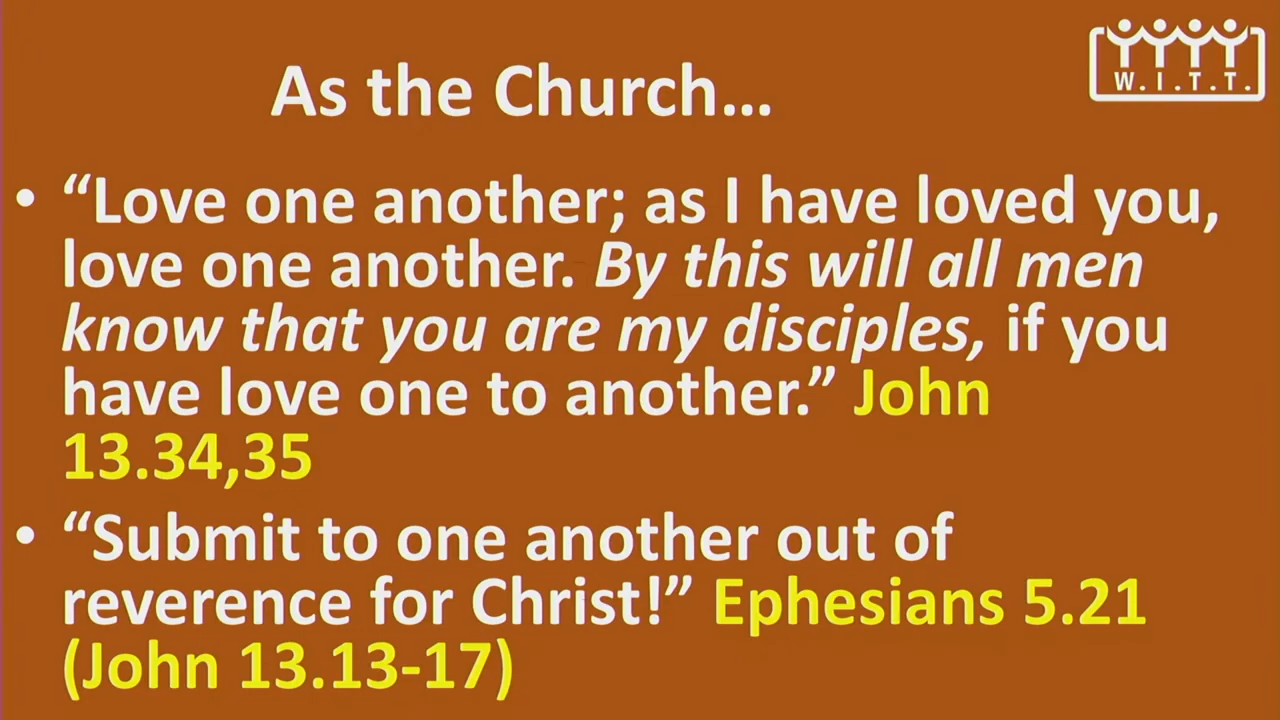 W.I.T.T.
As the Church...
• “Love one another; as I have loved you,
love one another. By this will all men
know that you are my disciples, if you
have love one to another.” John
13.34,35
• “Submit to one another out of
reverence for Christ!” Ephesians 5.21
(John 13.13-17)